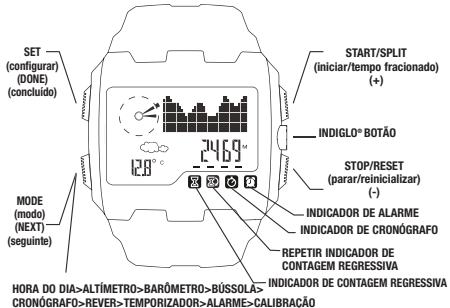 SET
(configurar)
(DONE)
(concluído)
START/SPLIT
(iniciar/tempo fracionado)
(+)
INDIGLO® BOTÃO
12.8° C
2469M
STOP/RESET
(parar/reinicializar)
(-)
MODE
(modo)
(NEXT)
(seguinte)
INDICADOR DE ALARME
INDICADOR DE CRONÓGRAFO
REPETIR INDICADOR DE
CONTAGEM REGRESSIVA
INDICADOR DE CONTAGEM REGRESSIVA
HORA DO DIA>ALTÍMETRO>BARÔMETRO>BÚSSOLA>
CRONÓGRAFO>REVER>TEMPORIZADOR>ALARME>CALIBRAÇÃO